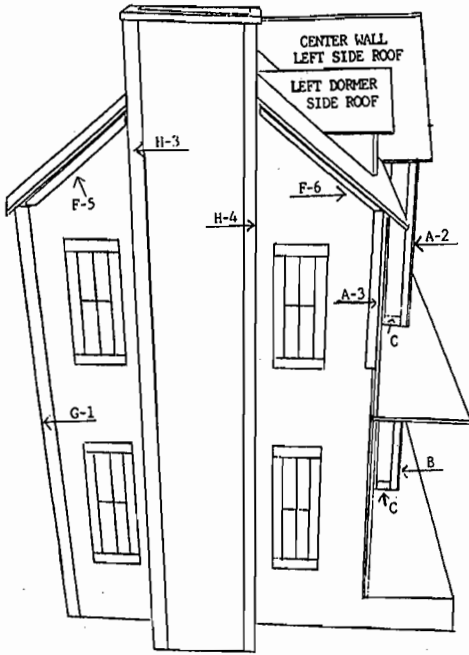 CENTER WALL
LEFT SIDE ROOF
LEFT DORMER
SIDE ROOF
H-3
F-5
F-6
H-4
A-2
A-3
C
G-1
B
C